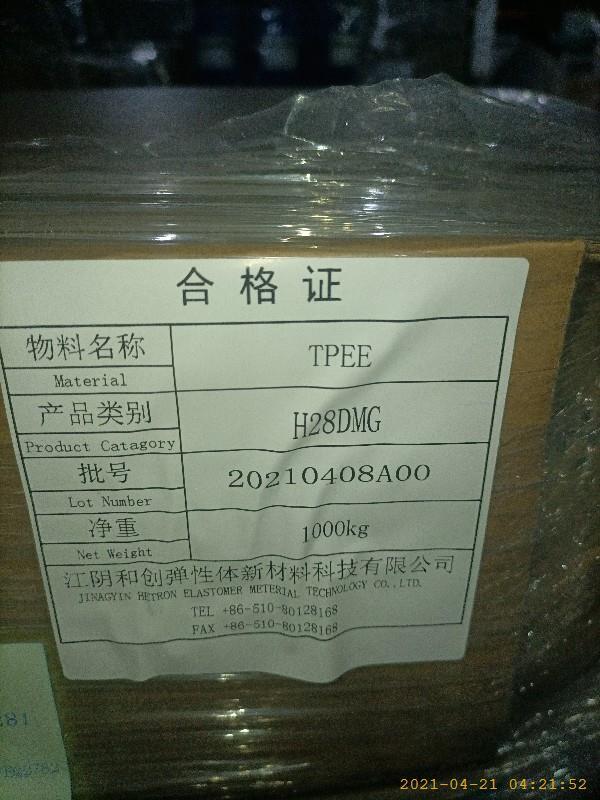 合格证
物料名称 TPEE
Material
产品类别 H28DMG
Product Catagory
批号 20210408A00
Lot Number
净重 1000kg
Net Weight
江阴和创弹性体新材料科技有限公司
JINAGYIN HETRON ELASTOMER METERIAL TECHNOLOGY CO.,LTD.
TEL +86-510-80128168
FAX +86-510-80128168
281
2021-04-21 04:21:52